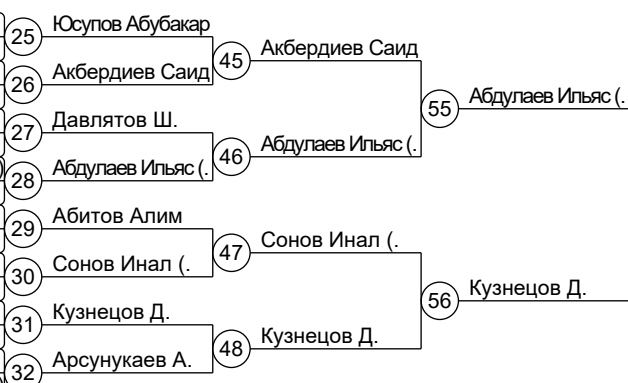 25 Юсупов Абубакар
26 Акбердиев Саид
45 Акбердиев Саид
27 Давлятов Ш.
28 Абдулаев Ильяс (.
46 Абдулаев Ильяс (.
55 Абдулаев Ильяс (.
29 Абитов Алим
30 Сонов Инал (.
47 Сонов Инал (.
31 Кузнецов Д.
32 Арсунукаев А.
48 Кузнецов Д.
56 Кузнецов Д.